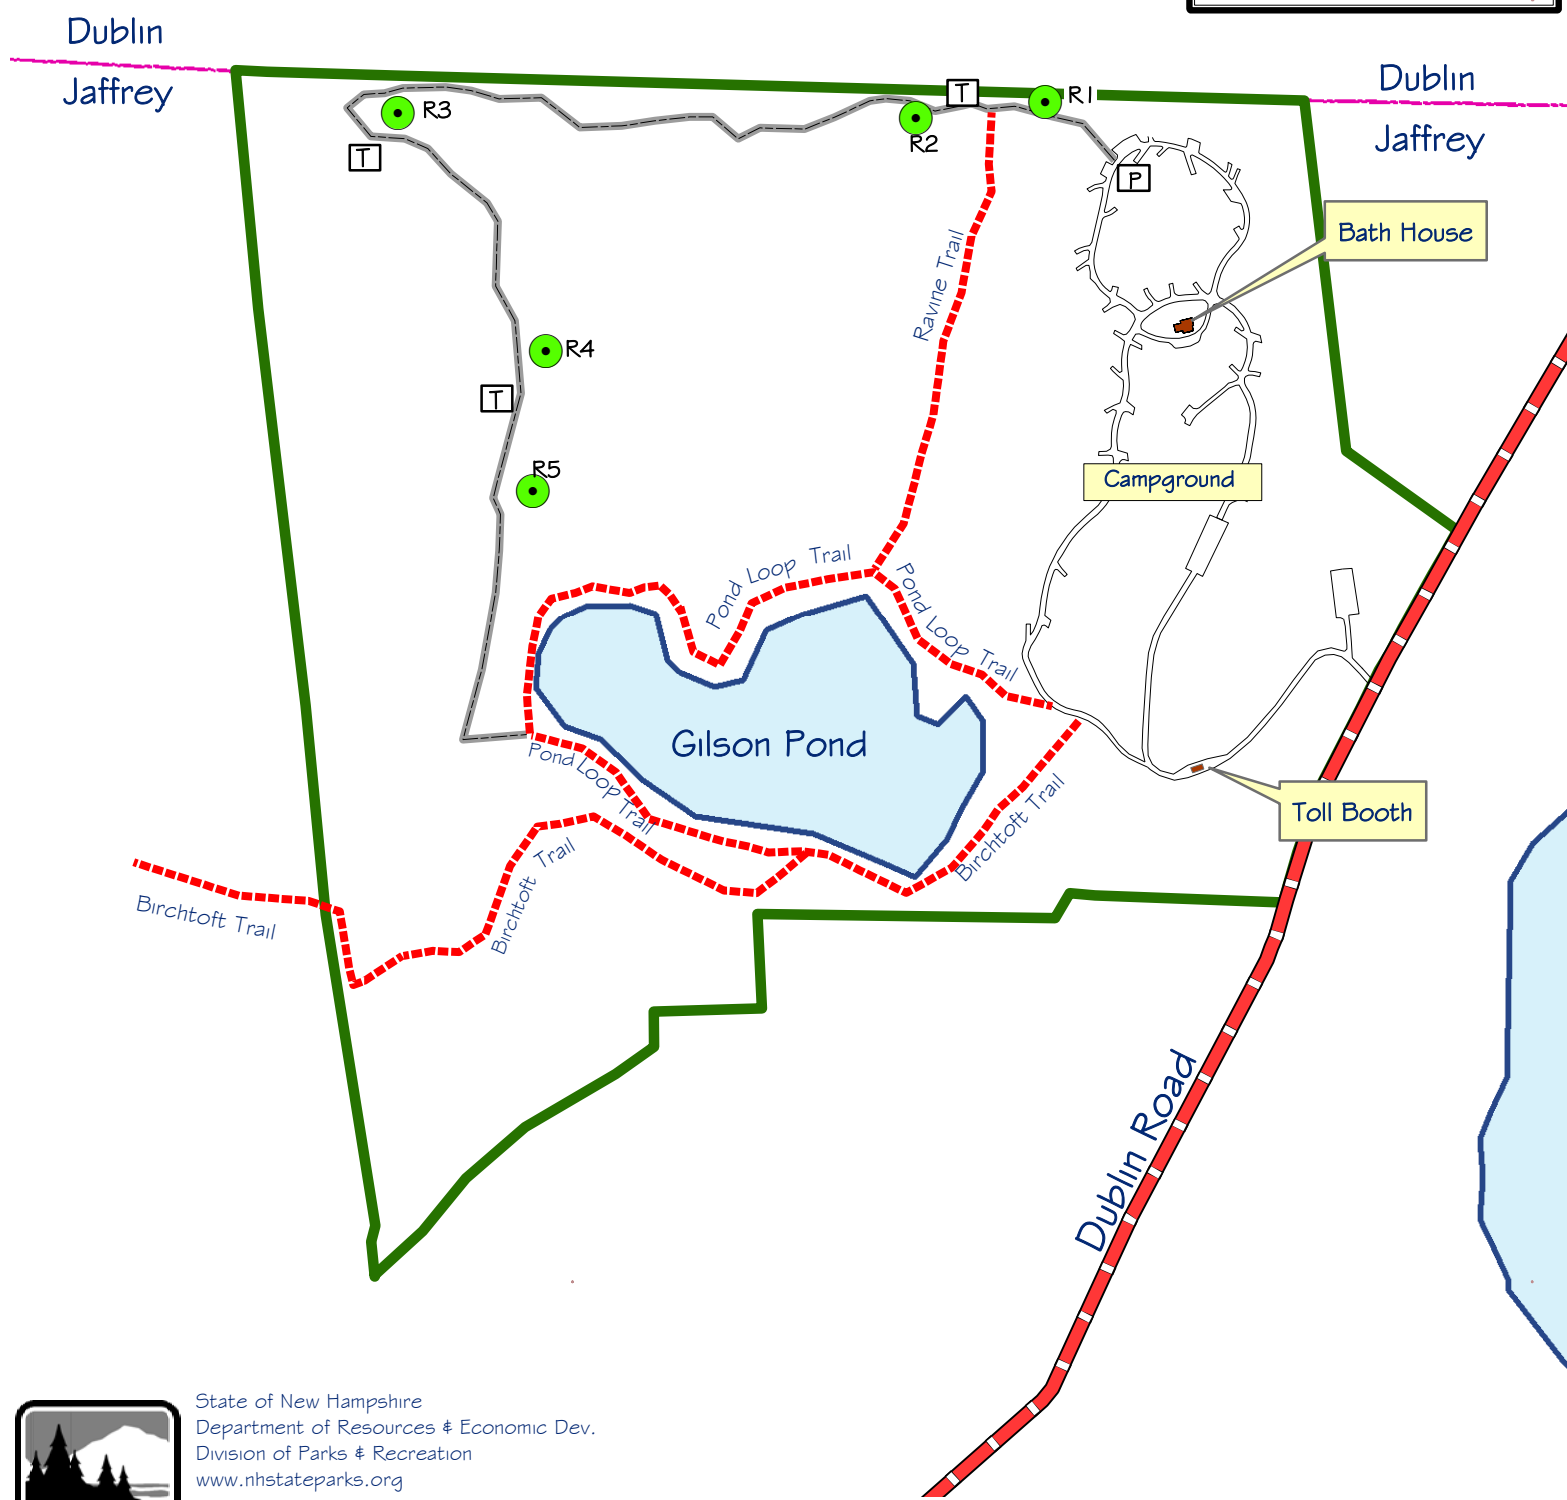 Dublin
Jaffrey
Dublin
Jaffrey
T
R1
R3
R2
T
P
Bath House
Ravine Trail
R4
T
R5
Campground
Pond Loop Trail
Pond Loop Trail
Gilson Pond
Pond Loop Trail
Toll Booth
Birchtoft Trail
Birchtoft Trail
Birchtoft Trail
Dublin Road
State of New Hampshire
Department of Resources & Economic Dev.
Division of Parks & Recreation
www.nhstateparks.org